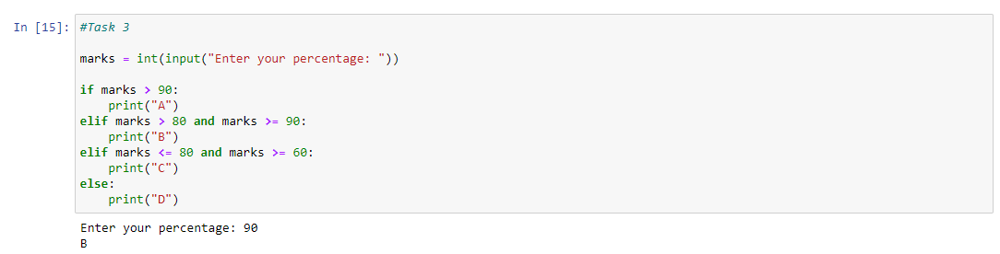 In [15]: #Task 3
marks = int(input("Enter your percentage: "))
if marks > 90:
    print("A")
elif marks > 80 and marks >= 90:
    print("B")
elif marks <= 80 and marks >= 60:
    print("C")
else:
    print("D")
Enter your percentage: 90
B